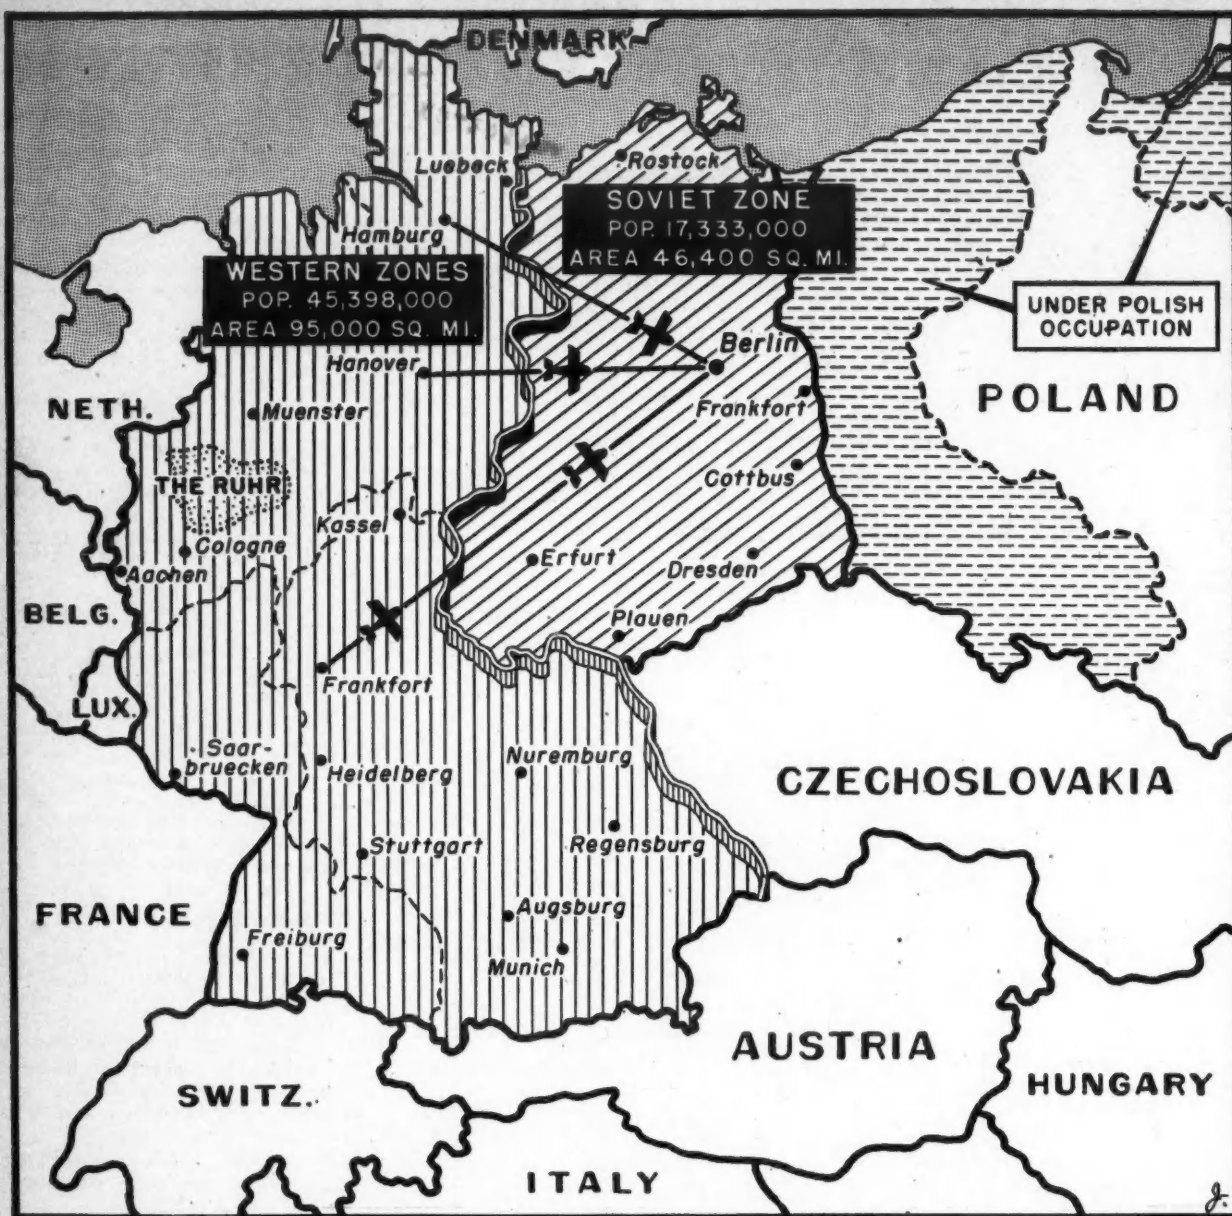 DENMARK
Luebeck
Rostock
SOVIET ZONE
POP. 17,333,000
AREA 46,400 SQ. MI.
Hamburg
WESTERN ZONES
POP. 45,398,000
AREA 95,000 SQ. MI.
UNDER POLISH
OCCUPATION
Hanover
Berlin
NETH.
Muenster
Frankfort
POLAND
THE RUHR
Cottbus
Kassel
Cologne
Aachen
Erfurt
Dresden
BELG.
Plauen
Frankfort
LUX.
Saar-
bruecken
Heidelberg
Nuremburg
CZECHOSLOVAKIA
Stuttgart
Regensburg
FRANCE
Augsburg
Freiburg
Munich
AUSTRIA
SWITZ.
HUNGARY
ITALY
J.